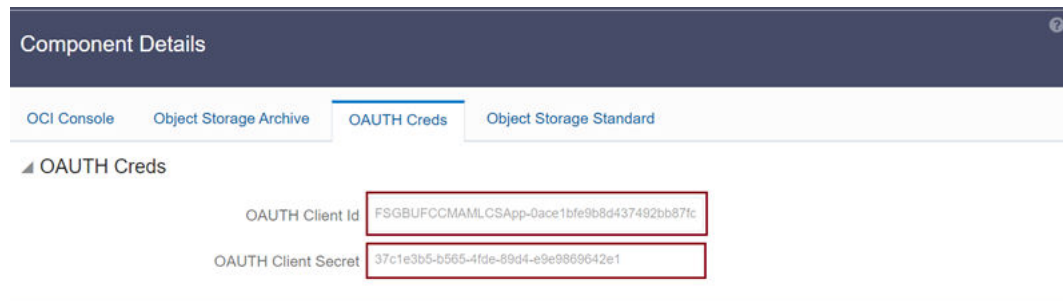 Component Details
OCI Console Object Storage Archive OAUTH Creds Object Storage Standard
OAUTH Creds
OAUTH Client Id FSGBUFCCMAMLCSApp-0ace1bfe9b8d437492bb87fc
OAUTH Client Secret 37c1e3b5-b565-4fde-89d4-e9e9869642e1